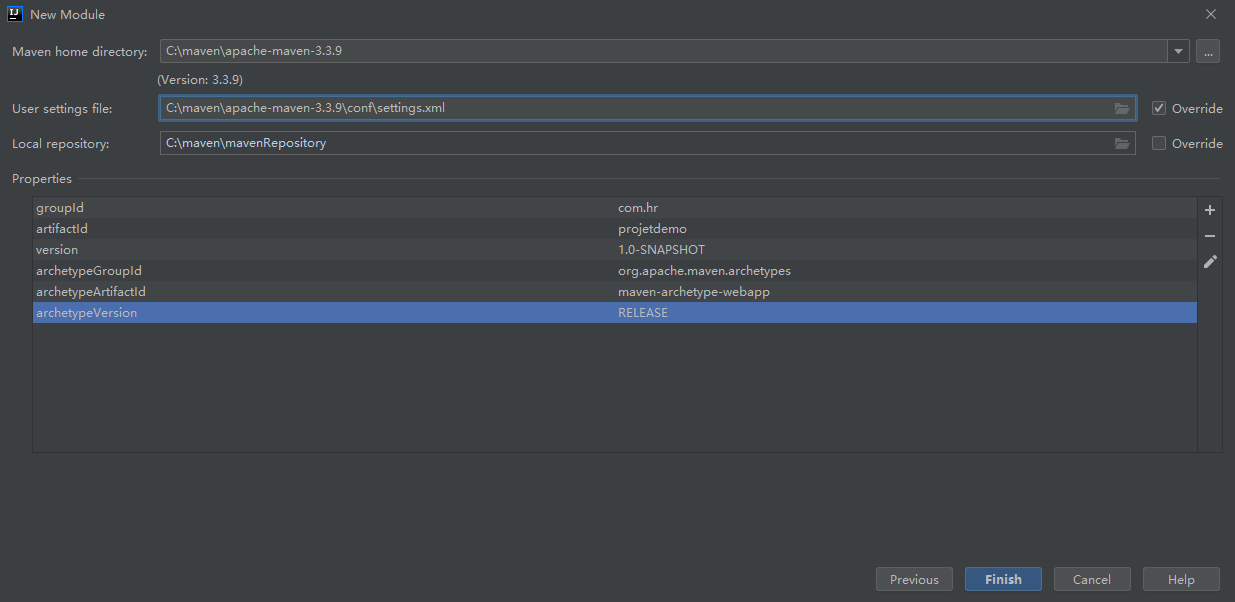 New Module
Maven home directory: C:\maven\apache-maven-3.3.9 ...
(Version: 3.3.9)
User settings file: C:\maven\apache-maven-3.3.9\conf\settings.xml Override
Local repository: C:\maven\mavenRepository Override
Properties
groupId com.hr
artifactId projetdemo
version 1.0-SNAPSHOT
archetypeGroupId org.apache.maven.archetypes
archetypeArtifactId maven-archetype-webapp
archetypeVersion RELEASE
Previous Finish Cancel Help